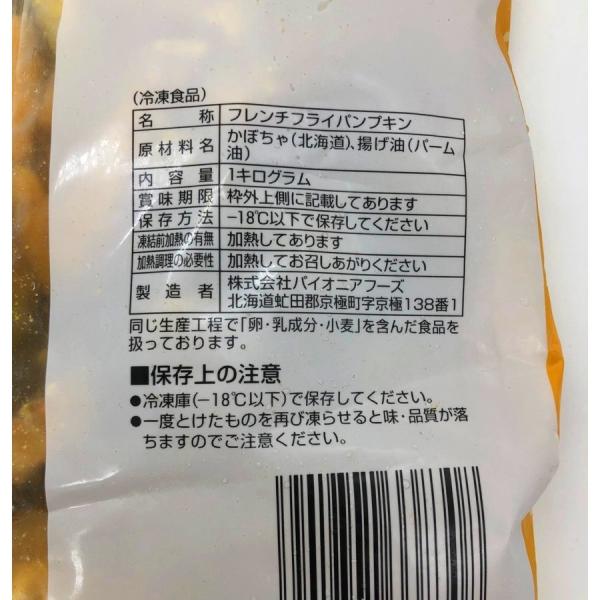 (冷凍食品)
名称 フレンチフライパンプキン
原材料名 かぼちゃ(北海道)、揚げ油(パーム
油)
内容量 1キログラム
賞味期限 枠外上側に記載してあります
保存方法 −18℃以下で保存してください
凍結前加熱の有無 加熱してあります
加熱調理の必要性 加熱してお召しあがりください
製造者 株式会社パイオニアフーズ
北海道虻田郡京極町字京極138番1
同じ生産工程で「卵・乳成分・小麦」を含んだ食品を
扱っております。
■保存上の注意
●冷凍庫(−18℃以下)で保存してください。
●一度とけたものを再び凍らせると味・品質が落
ちますのでご注意ください。